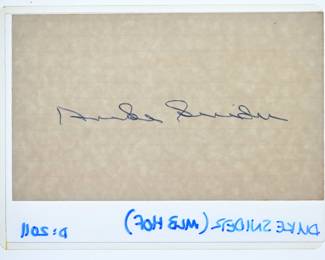 Duke Snider
DUKE SNIDER (MLB HOF) D: 2011